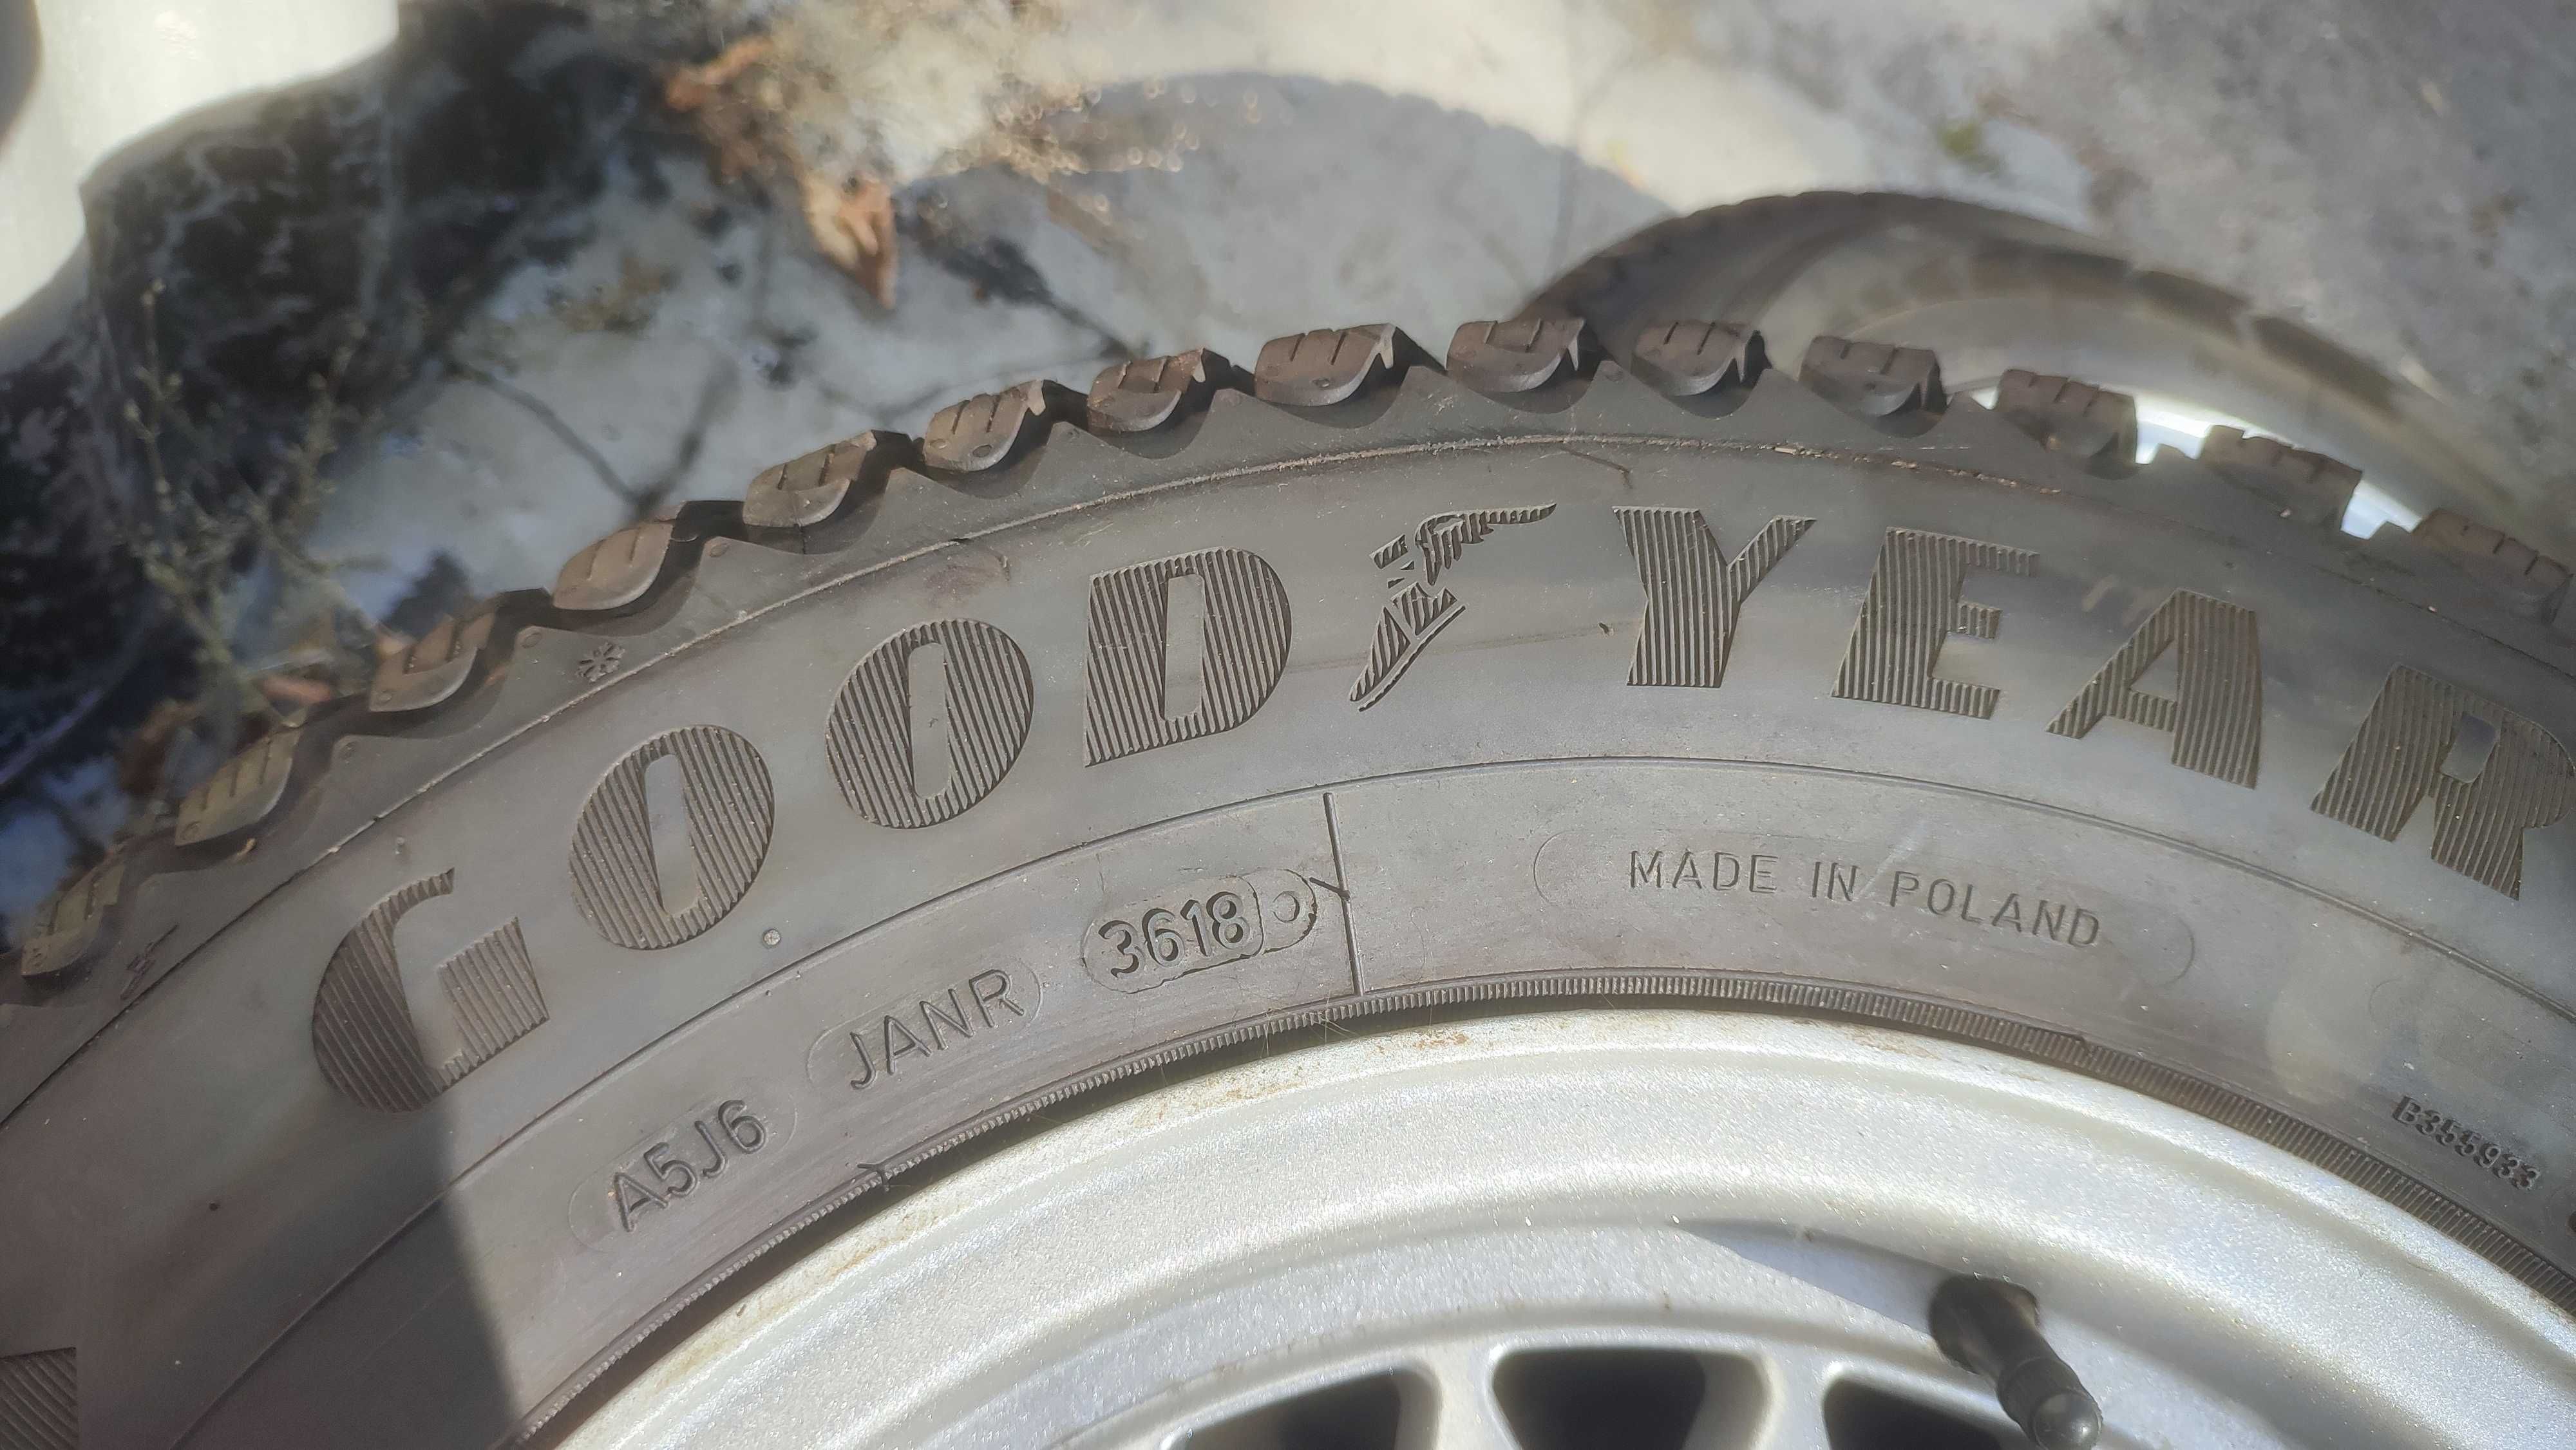 GOODYEAR
A5J6 JANR 3618
MADE IN POLAND
B355933